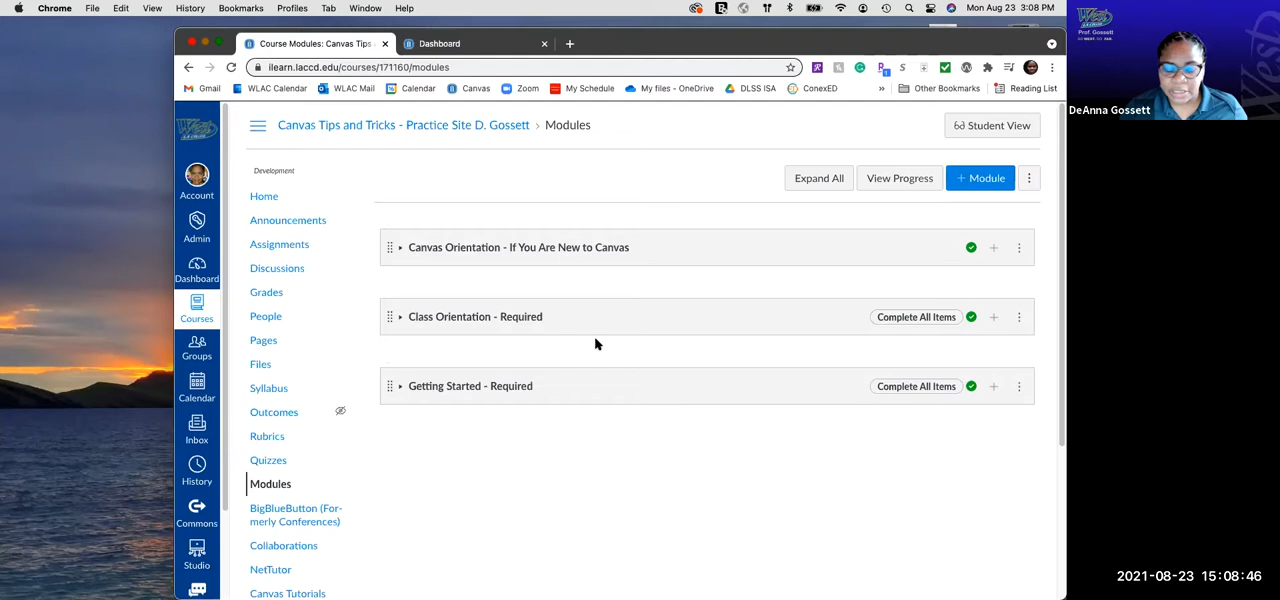 Chrome File Edit View History Bookmarks Profiles Tab Window Help
Mon Aug 23 3:08 PM
Course Modules: Canvas Tips
Dashboard
ilearn.laccd.edu/courses/171160/modules
Gmail WLAC Calendar WLAC Mail Calendar Canvas Zoom My Schedule My files - OneDrive DLSS ISA ConexED » Other Bookmarks Reading List
Canvas Tips and Tricks - Practice Site D. Gossett › Modules
Student View
Account
Admin
Dashboard
Courses
Groups
Calendar
Inbox
History
Commons
Studio
Development
Home
Announcements
Assignments
Discussions
Grades
People
Pages
Files
Syllabus
Outcomes
Rubrics
Quizzes
Modules
BigBlueButton (For-
merly Conferences)
Collaborations
NetTutor
Canvas Tutorials
Expand All View Progress + Module
Canvas Orientation - If You Are New to Canvas
Class Orientation - Required Complete All Items
Getting Started - Required Complete All Items
West
Prof. Gossett
GO WEST. GO FAR.
DeAnna Gossett
West
2021-08-23 15:08:46